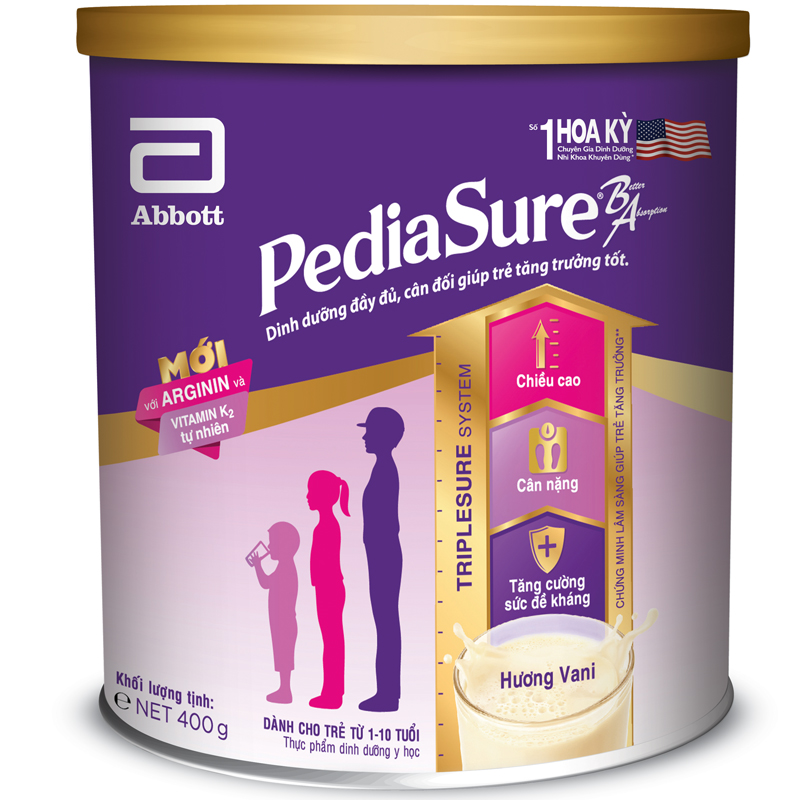 Abbott
Số 1 HOA KỲ
Chuyên Gia Dinh Dưỡng
Nhi Khoa Khuyên Dùng*
PediaSure®
Better
Absorption
Dinh dưỡng đầy đủ, cân đối giúp trẻ tăng trưởng tốt.
MỚI
với ARGININ và
VITAMIN K2
tự nhiên
TRIPLESURE SYSTEM
Chiều cao
Cân nặng
Tăng cường
sức đề kháng
CHỨNG MINH LÂM SÀNG GIÚP TRẺ TĂNG TRƯỞNG**
Hương Vani
Khối lượng tịnh:
℮ NET 400g
DÀNH CHO TRẺ TỪ 1-10 TUỔI
Thực phẩm dinh dưỡng y học